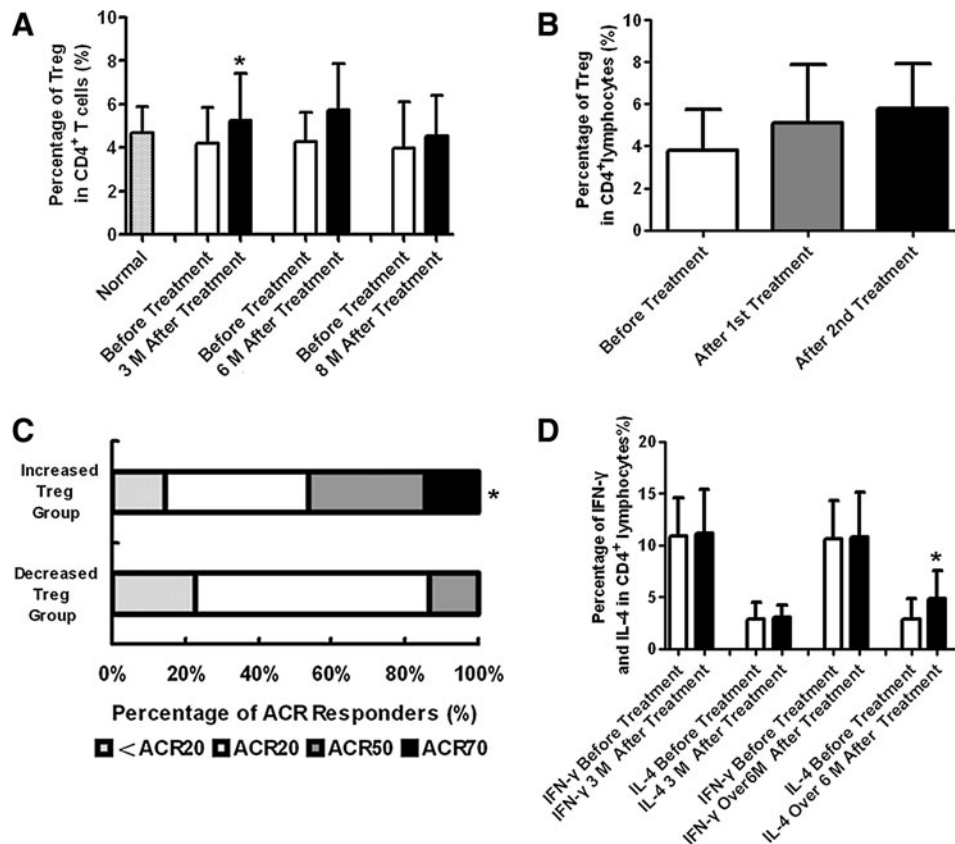 A
Percentage of Treg
in CD4+ T cells (%)
10
8
6
4
2
0
*
Normal
Before Treatment
3 M After Treatment
Before Treatment
6 M After Treatment
Before Treatment
8 M After Treatment
B
Percentage of Treg
in CD4+lymphocytes (%)
10
8
6
4
2
0
Before Treatment
After 1st Treatment
After 2nd Treatment
C
Increased
Treg
Group
*
Decreased
Treg
Group
0% 20% 40% 60% 80% 100%
Percentage of ACR Responders (%)
<ACR20 ACR20 ACR50 ACR70
D
Percentage of IFN-γ
and IL-4 in CD4+ lymphocytes%)
20
15
10
5
0
*
IFN-γ Before Treatment
IFN-γ 3 M After Treatment
IL-4 Before Treatment
IL-4 3 M After Treatment
IFN-γ Before Treatment
IFN-γ Over6M After Treatment
IL-4 Before Treatment
IL-4 Over 6 M After Treatment